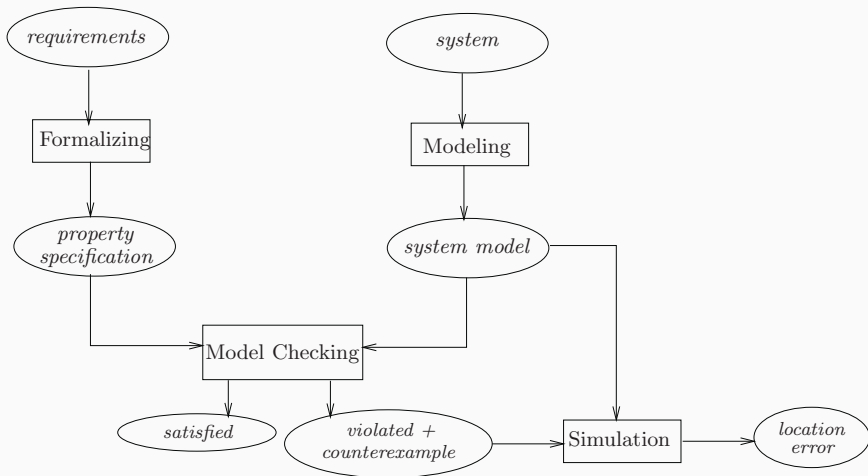 requirements
system
Formalizing
Modeling
property
specification
system model
Model Checking
satisfied
violated +
counterexample
Simulation
location
error